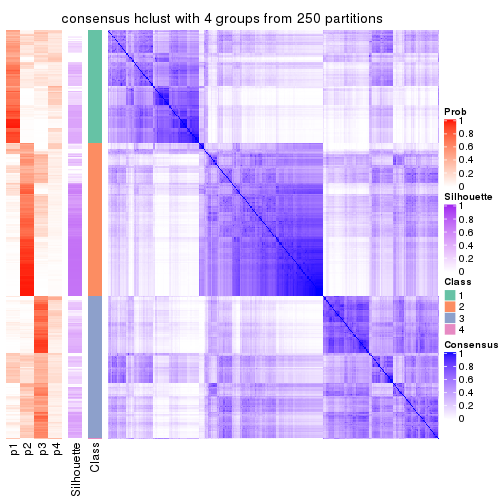 consensus hclust with 4 groups from 250 partitions
Prob
1
0.8
0.6
0.4
0.2
0
Silhouette
1
0.8
0.6
0.4
0.2
0
Class
1
2
3
4
Consensus
1
0.8
0.6
0.4
0.2
0
p1
p2
p3
p4
Silhouette
Class